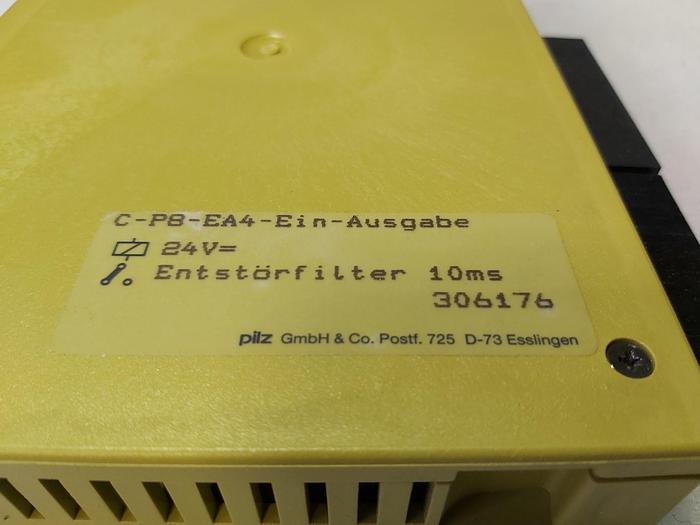 C-P8-EA4-Ein-Ausgabe
24V=
Entstörfilter 10ms
306176
pilz GmbH & Co. Postf. 725 D-73 Esslingen